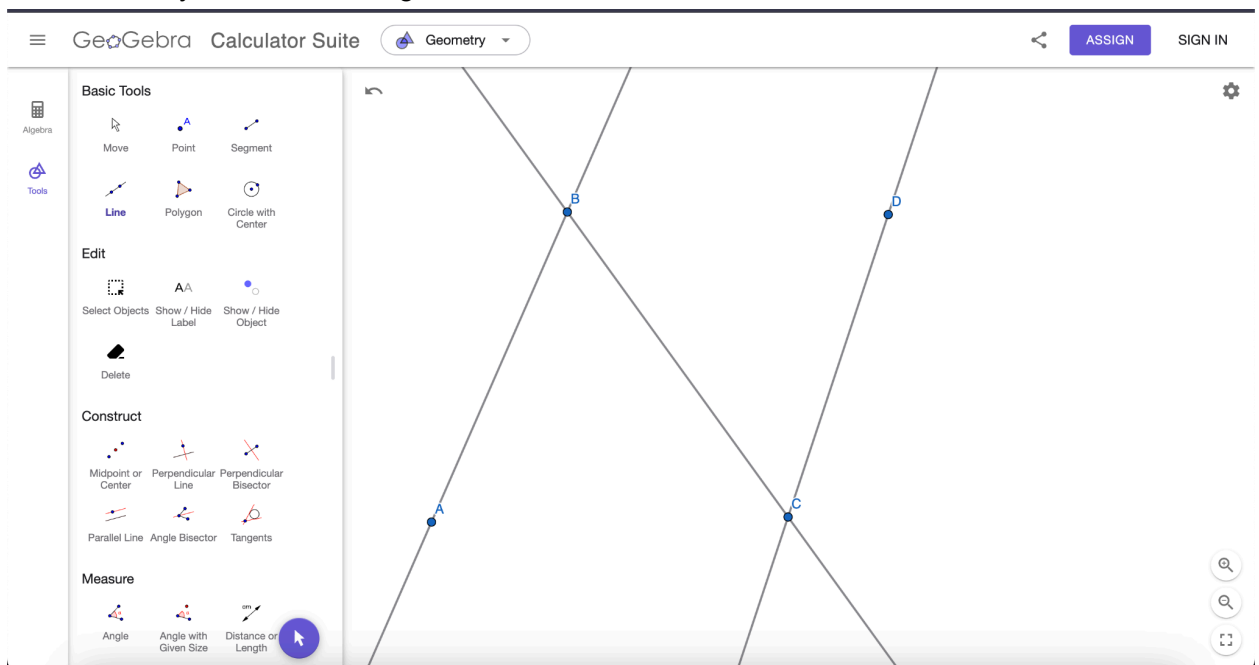 GeoGebra Calculator Suite Geometry ASSIGN SIGN IN
Algebra
Tools
Basic Tools
Move Point Segment
Line Polygon Circle with
Center
Edit
Select Objects Show / Hide Show / Hide
Label Object
Delete
Construct
Midpoint or Perpendicular Perpendicular
Center Line Bisector
Parallel Line Angle Bisector Tangents
Measure
Angle Angle with Distance or
Given Size Length
A
AA
cm
B
D
A
C